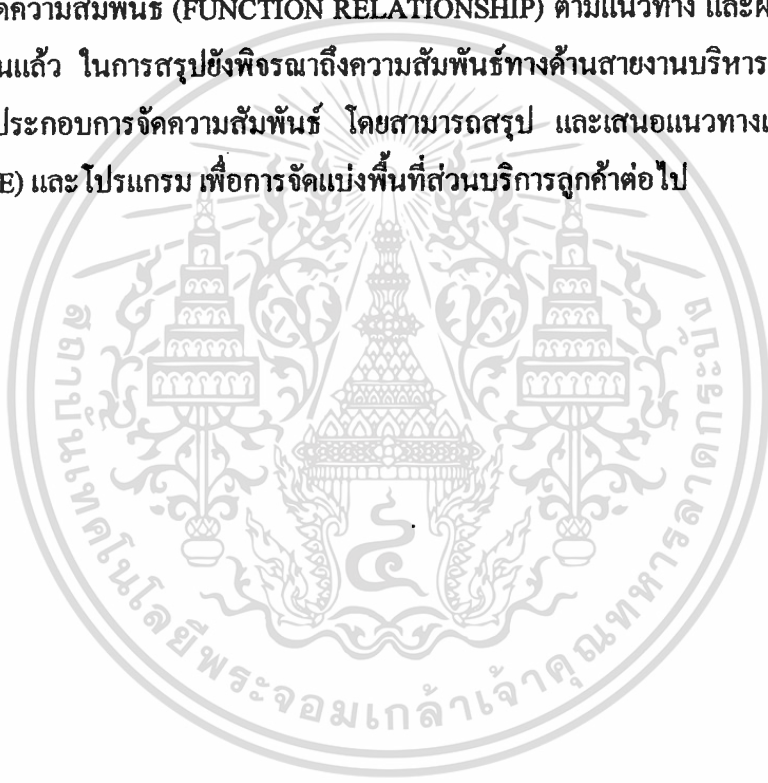 ความสัมพันธ์ (FUNCTION RELATIONSHIP) ตามแนวทาง และ
นแล้ว ในการสรุปยังพิจรณาถึงความสัมพันธ์ทางด้านสายงานบริหาร
ประกอบการจัดความสัมพันธ์ โดยสามารถสรุป และเสนอแนวทาง
E) และโปรแกรม เพื่อการจัดแบ่งพื้นที่ส่วนบริการลูกค้าต่อไป
สถาบันเทคโนโลยีพระจอมเกล้าเจ้าคุณทหารลาดกระบัง